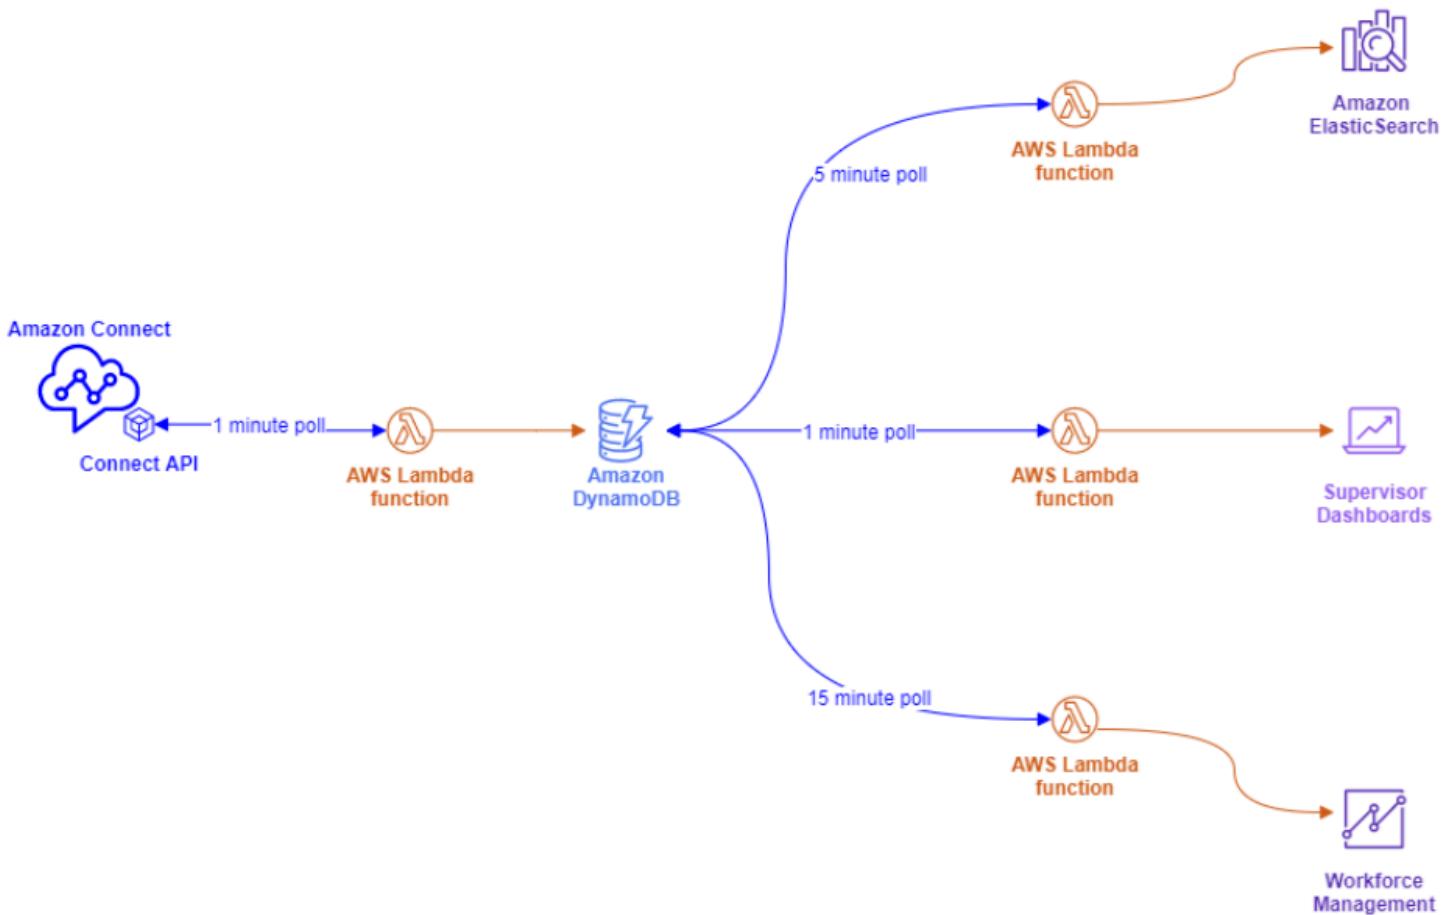 Amazon
ElasticSearch
AWS Lambda
function
5 minute poll
Amazon Connect
1 minute poll
Connect API
AWS Lambda
function
Amazon
DynamoDB
1 minute poll
AWS Lambda
function
Supervisor
Dashboards
15 minute poll
AWS Lambda
function
Workforce
Management